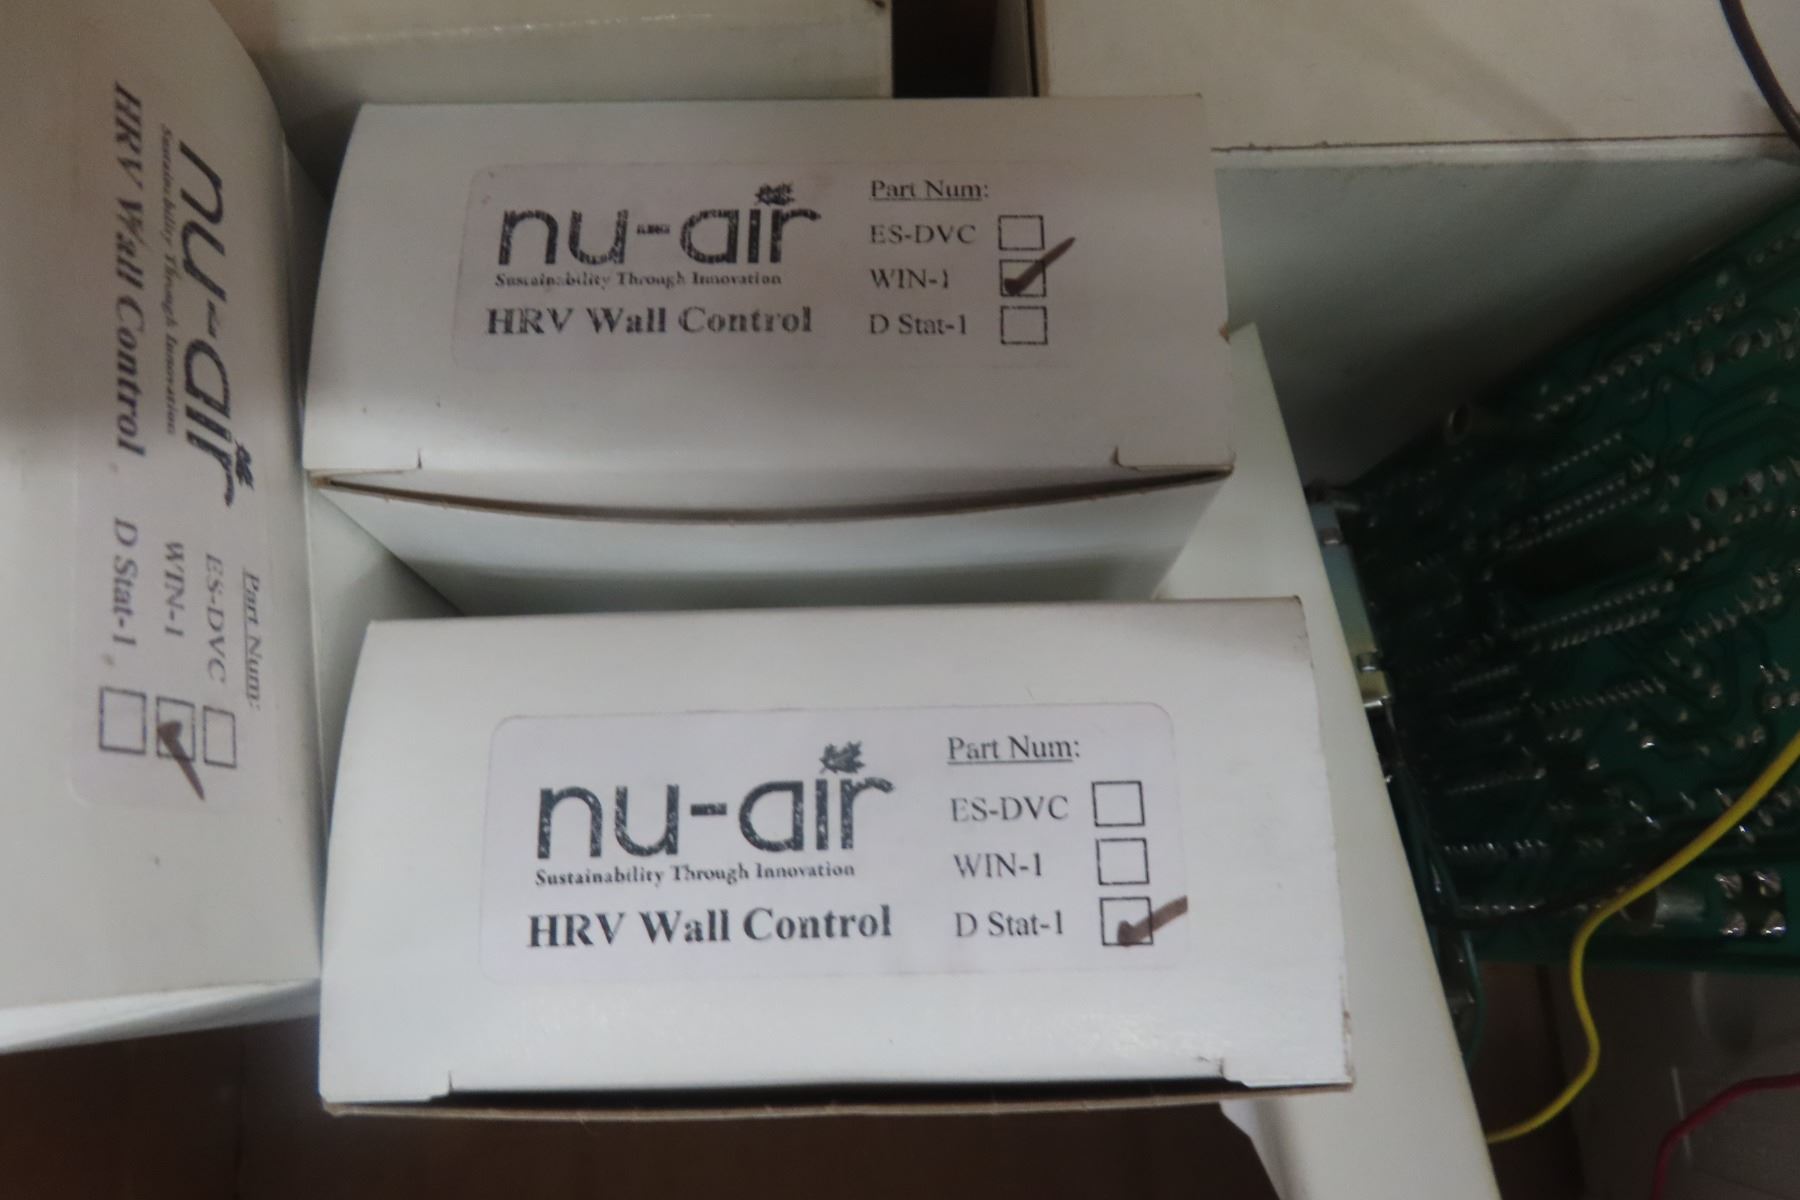 nu-air
Sustainability Through Innovation
HRV Wall Control
Part Num:
ES-DVC
WIN-1
D Stat-1
nu-air
Sustainability Through Innovation
HRV Wall Control
Part Num:
ES-DVC
WIN-1
D Stat-1
nu-air
Sustainability Through Innovation
HRV Wall Control
Part Num:
ES-DVC
WIN-1
D Stat-1